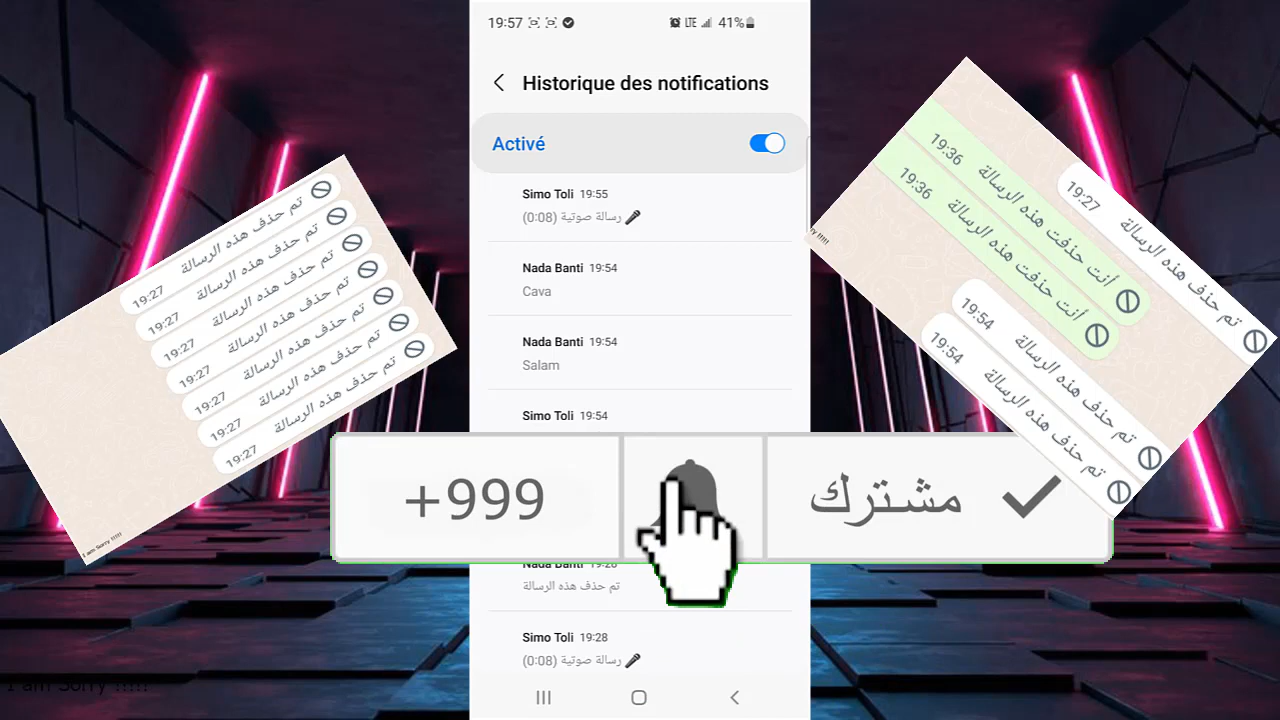 19:57 LTE 41%
Historique des notifications
Activé
Simo Toli 19:55
رسالة صوتية (0:08)
Nada Banti 19:54
Cava
Nada Banti 19:54
Salam
Simo Toli 19:54
+999
مشترك
Nada Banti 19:28
تم حذف هذه الرسالة
Simo Toli 19:28
رسالة صوتية (0:08)
تم حذف هذه الرسالة 19:27
تم حذف هذه الرسالة 19:27
تم حذف هذه الرسالة 19:27
تم حذف هذه الرسالة 19:27
تم حذف هذه الرسالة 19:27
تم حذف هذه الرسالة 19:27
تم حذف هذه الرسالة 19:27
I am Sorry !!!!!
تم حذف هذه الرسالة 19:27
أنت حذفت هذه الرسالة 19:36
أنت حذفت هذه الرسالة 19:36
تم حذف هذه الرسالة 19:54
تم حذف هذه الرسالة 19:54
I am Sorry !!!!!